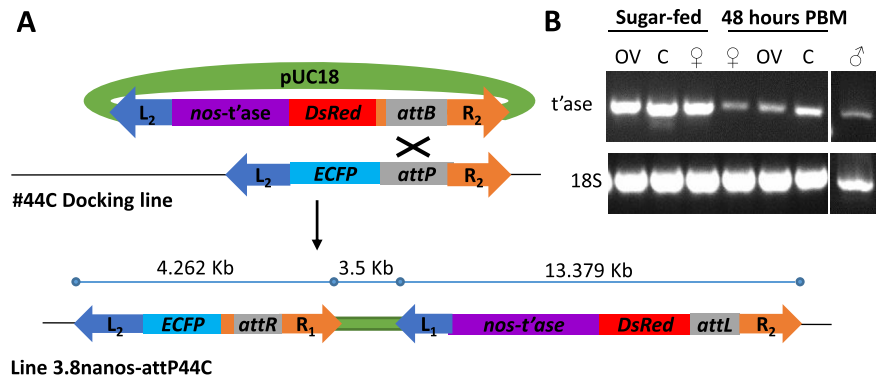 A
pUC18
L2 nos-t'ase DsRed attB R2
L2 ECFP attP R2
#44C Docking line
4.262 Kb 3.5 Kb 13.379 Kb
L2 ECFP attR R1 L1 nos-t'ase DsRed attL R2
Line 3.8nanos-attP44C
B
Sugar-fed 48 hours PBM
OV C ♀ ♀ OV C ♂
t'ase
18S